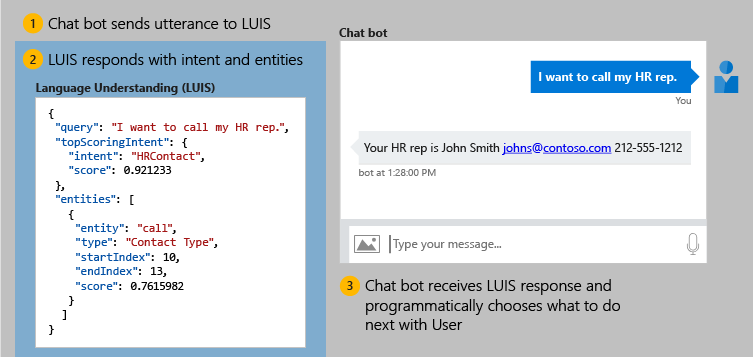 1 Chat bot sends utterance to LUIS
2 LUIS responds with intent and entities
Language Understanding (LUIS)
{
"query": "I want to call my HR rep.",
"topScoringIntent": {
"intent": "HRContact",
"score": 0.921233
},
"entities": [
{
"entity": "call",
"type": "Contact Type",
"startIndex": 10,
"endIndex": 13,
"score": 0.7615982
}
]
}
Chat bot
I want to call my HR rep.
You
Your HR rep is John Smith johns@contoso.com 212-555-1212
bot at 1:28:00 PM
Type your message...
3 Chat bot receives LUIS response and
programmatically chooses what to do
next with User